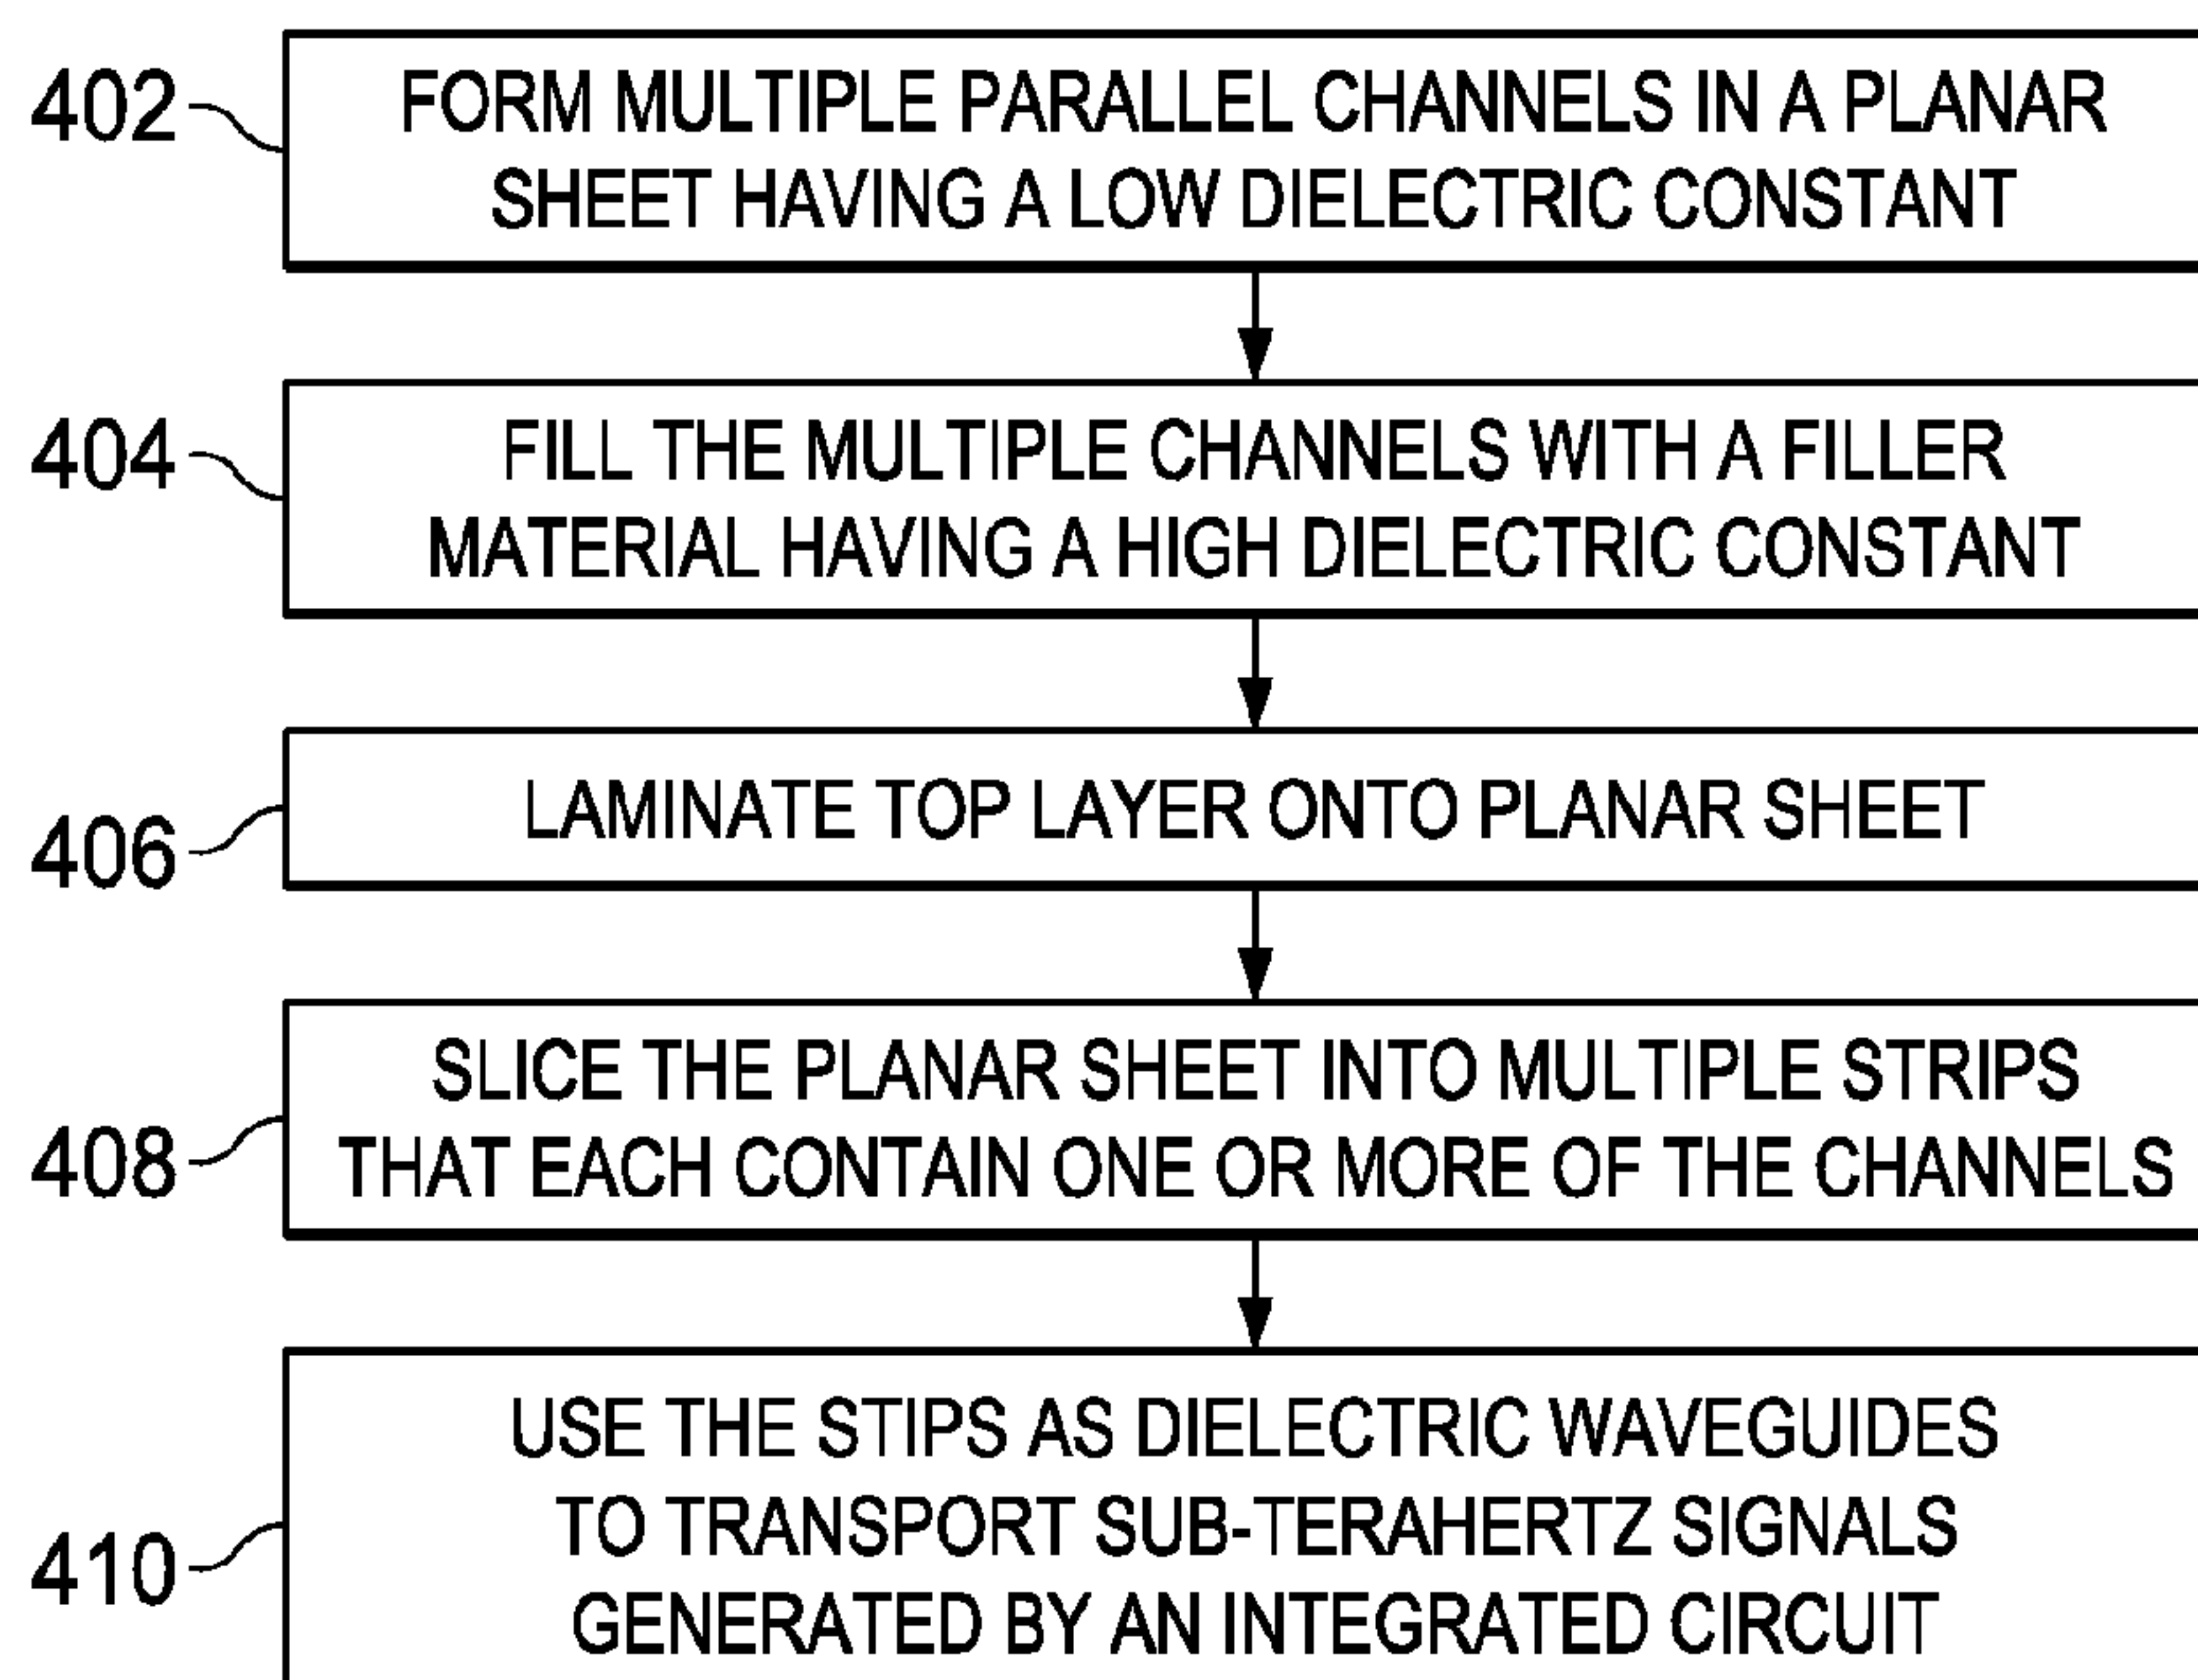 402
FORM MULTIPLE PARALLEL CHANNELS IN A PLANAR
SHEET HAVING A LOW DIELECTRIC CONSTANT
404
FILL THE MULTIPLE CHANNELS WITH A FILLER
MATERIAL HAVING A HIGH DIELECTRIC CONSTANT
406
LAMINATE TOP LAYER ONTO PLANAR SHEET
408
SLICE THE PLANAR SHEET INTO MULTIPLE STRIPS
THAT EACH CONTAIN ONE OR MORE OF THE CHANNELS
410
USE THE STIPS AS DIELECTRIC WAVEGUIDES
TO TRANSPORT SUB-TERAHERTZ SIGNALS
GENERATED BY AN INTEGRATED CIRCUIT